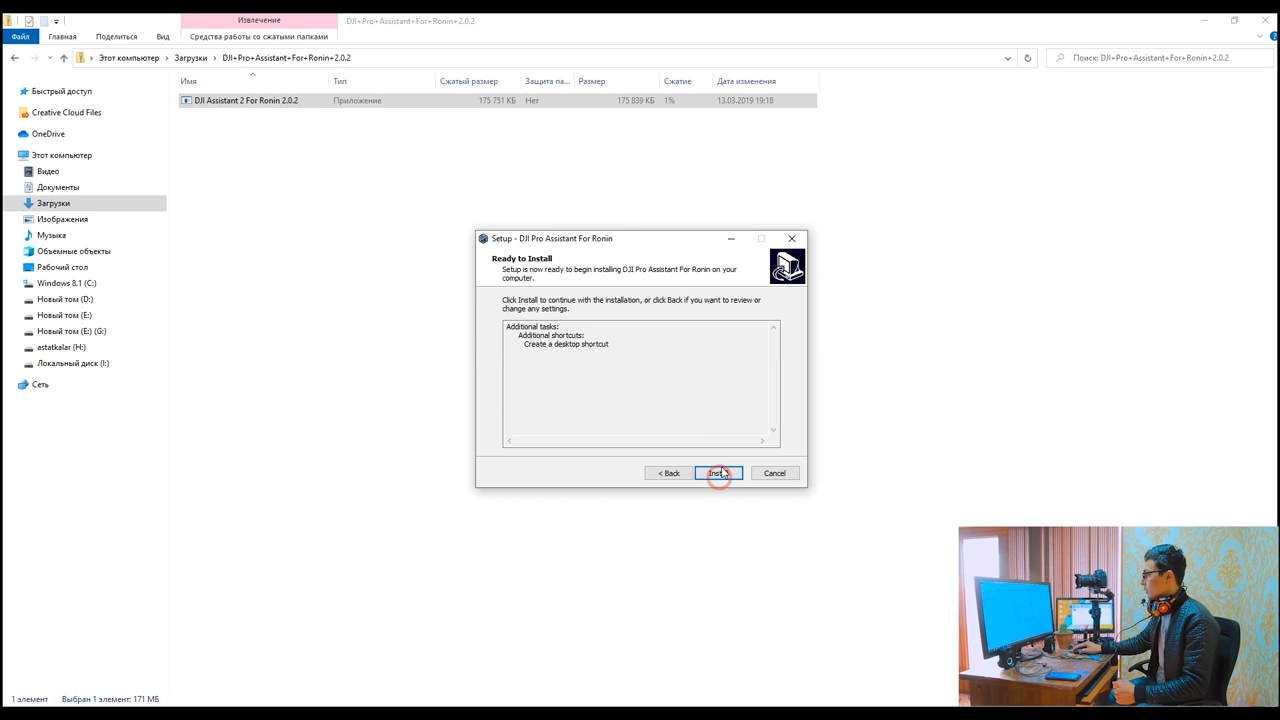 Извлечение
DJI+Pro+Assistant+For+Ronin+2.0.2
Файл
Главная
Поделиться
Вид
Средства работы со сжатыми папками
Этот компьютер
Загрузки
DJI+Pro+Assistant+For+Ronin+2.0.2
Поиск: DJI+Pro+Assistant+For+Ronin+2.0.2
Имя
Тип
Сжатый размер
Защита па...
Размер
Сжатие
Дата изменения
DJI Assistant 2 For Ronin 2.0.2
Приложение
175 751 КБ
Нет
175 839 КБ
1%
13.03.2019 19:18
Быстрый доступ
Creative Cloud Files
OneDrive
Этот компьютер
Видео
Документы
Загрузки
Изображения
Музыка
Объемные объекты
Рабочий стол
Windows 8.1 (C:)
Новый том (D:)
Новый том (E:)
Новый том (E:) (G:)
astatkalar (H:)
Локальный диск (I:)
Сеть
Setup - DJI Pro Assistant For Ronin
Ready to Install
Setup is now ready to begin installing DJI Pro Assistant For Ronin on your
computer.
Click Install to continue with the installation, or click Back if you want to review or
change any settings.
Additional tasks:
Additional shortcuts:
Create a desktop shortcut
< Back
Install
Cancel
1 элемент
Выбран 1 элемент: 171 МБ